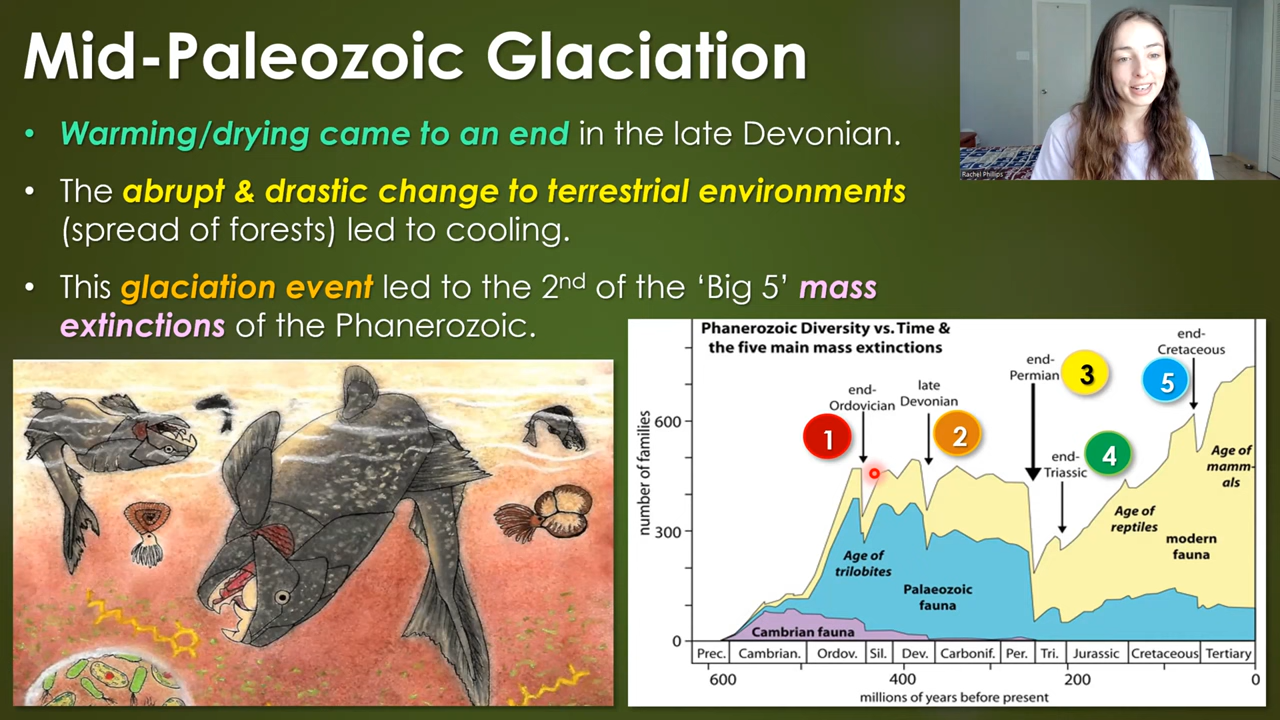 Mid-Paleozoic Glaciation
• Warming/drying came to an end in the late Devonian.
• The abrupt & drastic change to terrestrial environments
(spread of forests) led to cooling.
• This glaciation event led to the 2nd of the ‘Big 5’ mass
extinctions of the Phanerozoic.
Rachel Phillips
Phanerozoic Diversity vs. Time &
the five main mass extinctions
end-
Ordovician
1
late
Devonian
2
end-
Permian
3
end-
Triassic
4
end-
Cretaceous
5
number of families
600
300
0
Age of
trilobites
Palaeozoic
fauna
Cambrian fauna
Age of
reptiles
modern
fauna
Age of
mamm-
als
Prec. Cambrian. Ordov. Sil. Dev. Carbonif. Per. Tri. Jurassic Cretaceous Tertiary
600 400 200 0
millions of years before present